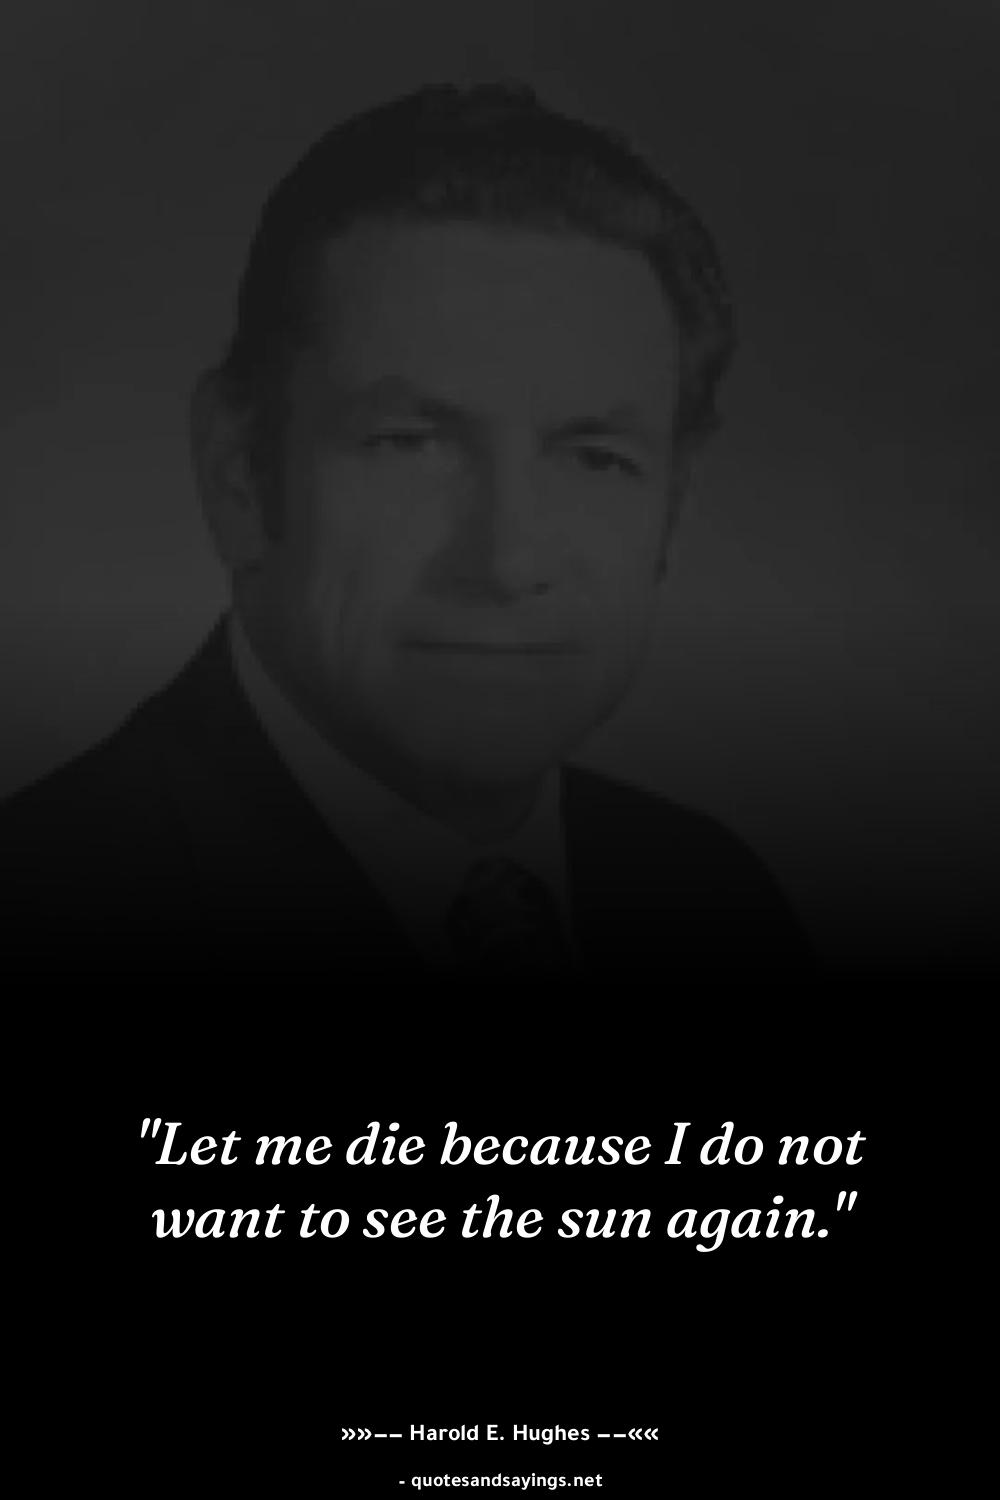 "Let me die because I do not
want to see the sun again."
»»–– Harold E. Hughes ––««
- quotesandsayings.net